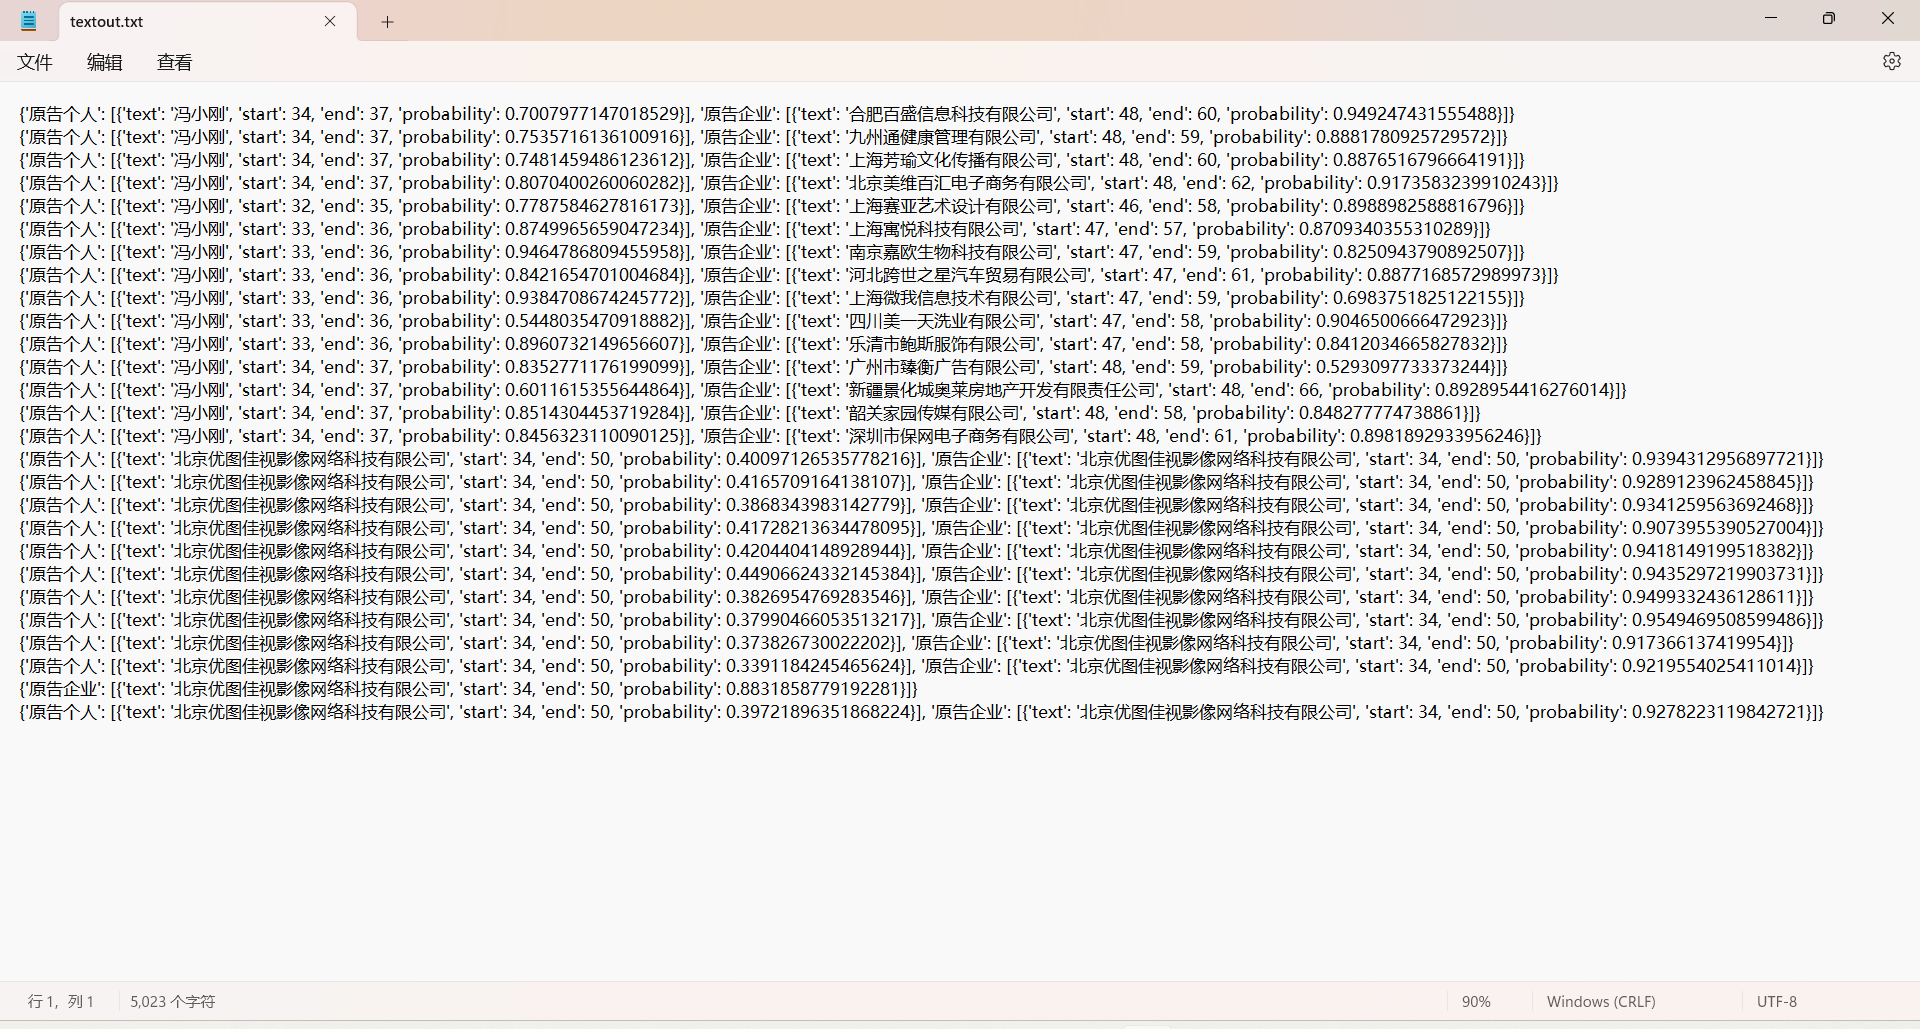 textout.txt
文件 编辑 查看
{'原告个人': [{'text': '冯小刚', 'start': 34, 'end': 37, 'probability': 0.7007977147018529}], '原告企业': [{'text': '合肥百盛信息科技有限公司', 'start': 48, 'end': 60, 'probability': 0.949247431555488}]}
{'原告个人': [{'text': '冯小刚', 'start': 34, 'end': 37, 'probability': 0.7535716136100916}], '原告企业': [{'text': '九州通健康管理有限公司', 'start': 48, 'end': 59, 'probability': 0.8881780925729572}]}
{'原告个人': [{'text': '冯小刚', 'start': 34, 'end': 37, 'probability': 0.7481459486123612}], '原告企业': [{'text': '上海芳瑜文化传播有限公司', 'start': 48, 'end': 60, 'probability': 0.8876516796664191}]}
{'原告个人': [{'text': '冯小刚', 'start': 34, 'end': 37, 'probability': 0.8070400260060282}], '原告企业': [{'text': '北京美维百汇电子商务有限公司', 'start': 48, 'end': 62, 'probability': 0.9173583239910243}]}
{'原告个人': [{'text': '冯小刚', 'start': 32, 'end': 35, 'probability': 0.7787584627816173}], '原告企业': [{'text': '上海赛亚艺术设计有限公司', 'start': 46, 'end': 58, 'probability': 0.8988982588816796}]}
{'原告个人': [{'text': '冯小刚', 'start': 33, 'end': 36, 'probability': 0.8749965659047234}], '原告企业': [{'text': '上海寓悦科技有限公司', 'start': 47, 'end': 57, 'probability': 0.8709340355310289}]}
{'原告个人': [{'text': '冯小刚', 'start': 33, 'end': 36, 'probability': 0.9464786809455958}], '原告企业': [{'text': '南京嘉欧生物科技有限公司', 'start': 47, 'end': 59, 'probability': 0.8250943790892507}]}
{'原告个人': [{'text': '冯小刚', 'start': 33, 'end': 36, 'probability': 0.8421654701004684}], '原告企业': [{'text': '河北跨世之星汽车贸易有限公司', 'start': 47, 'end': 61, 'probability': 0.8877168572989973}]}
{'原告个人': [{'text': '冯小刚', 'start': 33, 'end': 36, 'probability': 0.9384708674245772}], '原告企业': [{'text': '上海微我信息技术有限公司', 'start': 47, 'end': 59, 'probability': 0.6983751825122155}]}
{'原告个人': [{'text': '冯小刚', 'start': 33, 'end': 36, 'probability': 0.5448035470918882}], '原告企业': [{'text': '四川美一天洗业有限公司', 'start': 47, 'end': 58, 'probability': 0.9046500666472923}]}
{'原告个人': [{'text': '冯小刚', 'start': 33, 'end': 36, 'probability': 0.8960732149656607}], '原告企业': [{'text': '乐清市鲍斯服饰有限公司', 'start': 47, 'end': 58, 'probability': 0.8412034665827832}]}
{'原告个人': [{'text': '冯小刚', 'start': 34, 'end': 37, 'probability': 0.8352771176199099}], '原告企业': [{'text': '广州市臻衡广告有限公司', 'start': 48, 'end': 59, 'probability': 0.5293097733373244}]}
{'原告个人': [{'text': '冯小刚', 'start': 34, 'end': 37, 'probability': 0.6011615355644864}], '原告企业': [{'text': '新疆景化城奥莱房地产开发有限责任公司', 'start': 48, 'end': 66, 'probability': 0.8928954416276014}]}
{'原告个人': [{'text': '冯小刚', 'start': 34, 'end': 37, 'probability': 0.8514304453719284}], '原告企业': [{'text': '韶关家园传媒有限公司', 'start': 48, 'end': 58, 'probability': 0.848277774738861}]}
{'原告个人': [{'text': '冯小刚', 'start': 34, 'end': 37, 'probability': 0.8456323110090125}], '原告企业': [{'text': '深圳市保网电子商务有限公司', 'start': 48, 'end': 61, 'probability': 0.8981892933956246}]}
{'原告个人': [{'text': '北京优图佳视影像网络科技有限公司', 'start': 34, 'end': 50, 'probability': 0.40097126535778216}], '原告企业': [{'text': '北京优图佳视影像网络科技有限公司', 'start': 34, 'end': 50, 'probability': 0.9394312956897721}]}
{'原告个人': [{'text': '北京优图佳视影像网络科技有限公司', 'start': 34, 'end': 50, 'probability': 0.4165709164138107}], '原告企业': [{'text': '北京优图佳视影像网络科技有限公司', 'start': 34, 'end': 50, 'probability': 0.9289123962458845}]}
{'原告个人': [{'text': '北京优图佳视影像网络科技有限公司', 'start': 34, 'end': 50, 'probability': 0.3868343983142779}], '原告企业': [{'text': '北京优图佳视影像网络科技有限公司', 'start': 34, 'end': 50, 'probability': 0.9341259563692468}]}
{'原告个人': [{'text': '北京优图佳视影像网络科技有限公司', 'start': 34, 'end': 50, 'probability': 0.41728213634478095}], '原告企业': [{'text': '北京优图佳视影像网络科技有限公司', 'start': 34, 'end': 50, 'probability': 0.9073955390527004}]}
{'原告个人': [{'text': '北京优图佳视影像网络科技有限公司', 'start': 34, 'end': 50, 'probability': 0.4204404148928944}], '原告企业': [{'text': '北京优图佳视影像网络科技有限公司', 'start': 34, 'end': 50, 'probability': 0.9418149199518382}]}
{'原告个人': [{'text': '北京优图佳视影像网络科技有限公司', 'start': 34, 'end': 50, 'probability': 0.44906624332145384}], '原告企业': [{'text': '北京优图佳视影像网络科技有限公司', 'start': 34, 'end': 50, 'probability': 0.9435297219903731}]}
{'原告个人': [{'text': '北京优图佳视影像网络科技有限公司', 'start': 34, 'end': 50, 'probability': 0.3826954769283546}], '原告企业': [{'text': '北京优图佳视影像网络科技有限公司', 'start': 34, 'end': 50, 'probability': 0.9499332436128611}]}
{'原告个人': [{'text': '北京优图佳视影像网络科技有限公司', 'start': 34, 'end': 50, 'probability': 0.37990466053513217}], '原告企业': [{'text': '北京优图佳视影像网络科技有限公司', 'start': 34, 'end': 50, 'probability': 0.9549469508599486}]}
{'原告个人': [{'text': '北京优图佳视影像网络科技有限公司', 'start': 34, 'end': 50, 'probability': 0.373826730022202}], '原告企业': [{'text': '北京优图佳视影像网络科技有限公司', 'start': 34, 'end': 50, 'probability': 0.917366137419954}]}
{'原告个人': [{'text': '北京优图佳视影像网络科技有限公司', 'start': 34, 'end': 50, 'probability': 0.3391184245465624}], '原告企业': [{'text': '北京优图佳视影像网络科技有限公司', 'start': 34, 'end': 50, 'probability': 0.9219554025411014}]}
{'原告企业': [{'text': '北京优图佳视影像网络科技有限公司', 'start': 34, 'end': 50, 'probability': 0.8831858779192281}]}
{'原告个人': [{'text': '北京优图佳视影像网络科技有限公司', 'start': 34, 'end': 50, 'probability': 0.39721896351868224}], '原告企业': [{'text': '北京优图佳视影像网络科技有限公司', 'start': 34, 'end': 50, 'probability': 0.9278223119842721}]}
行 1，列 1 5,023 个字符 90% Windows (CRLF) UTF-8